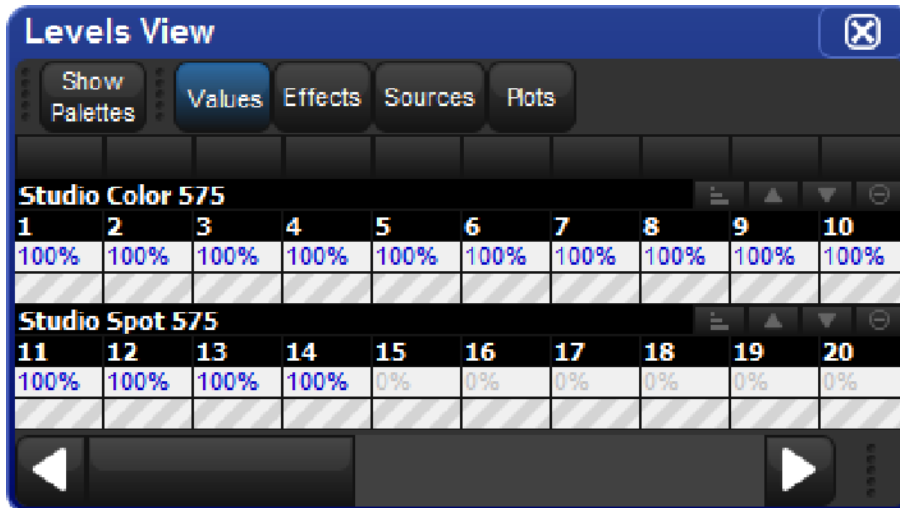 Levels View
Show Palettes Values Effects Sources Plots
Studio Color 575
1 2 3 4 5 6 7 8 9 10
100% 100% 100% 100% 100% 100% 100% 100% 100% 100%
Studio Spot 575
11 12 13 14 15 16 17 18 19 20
100% 100% 100% 100% 0% 0% 0% 0% 0% 0%